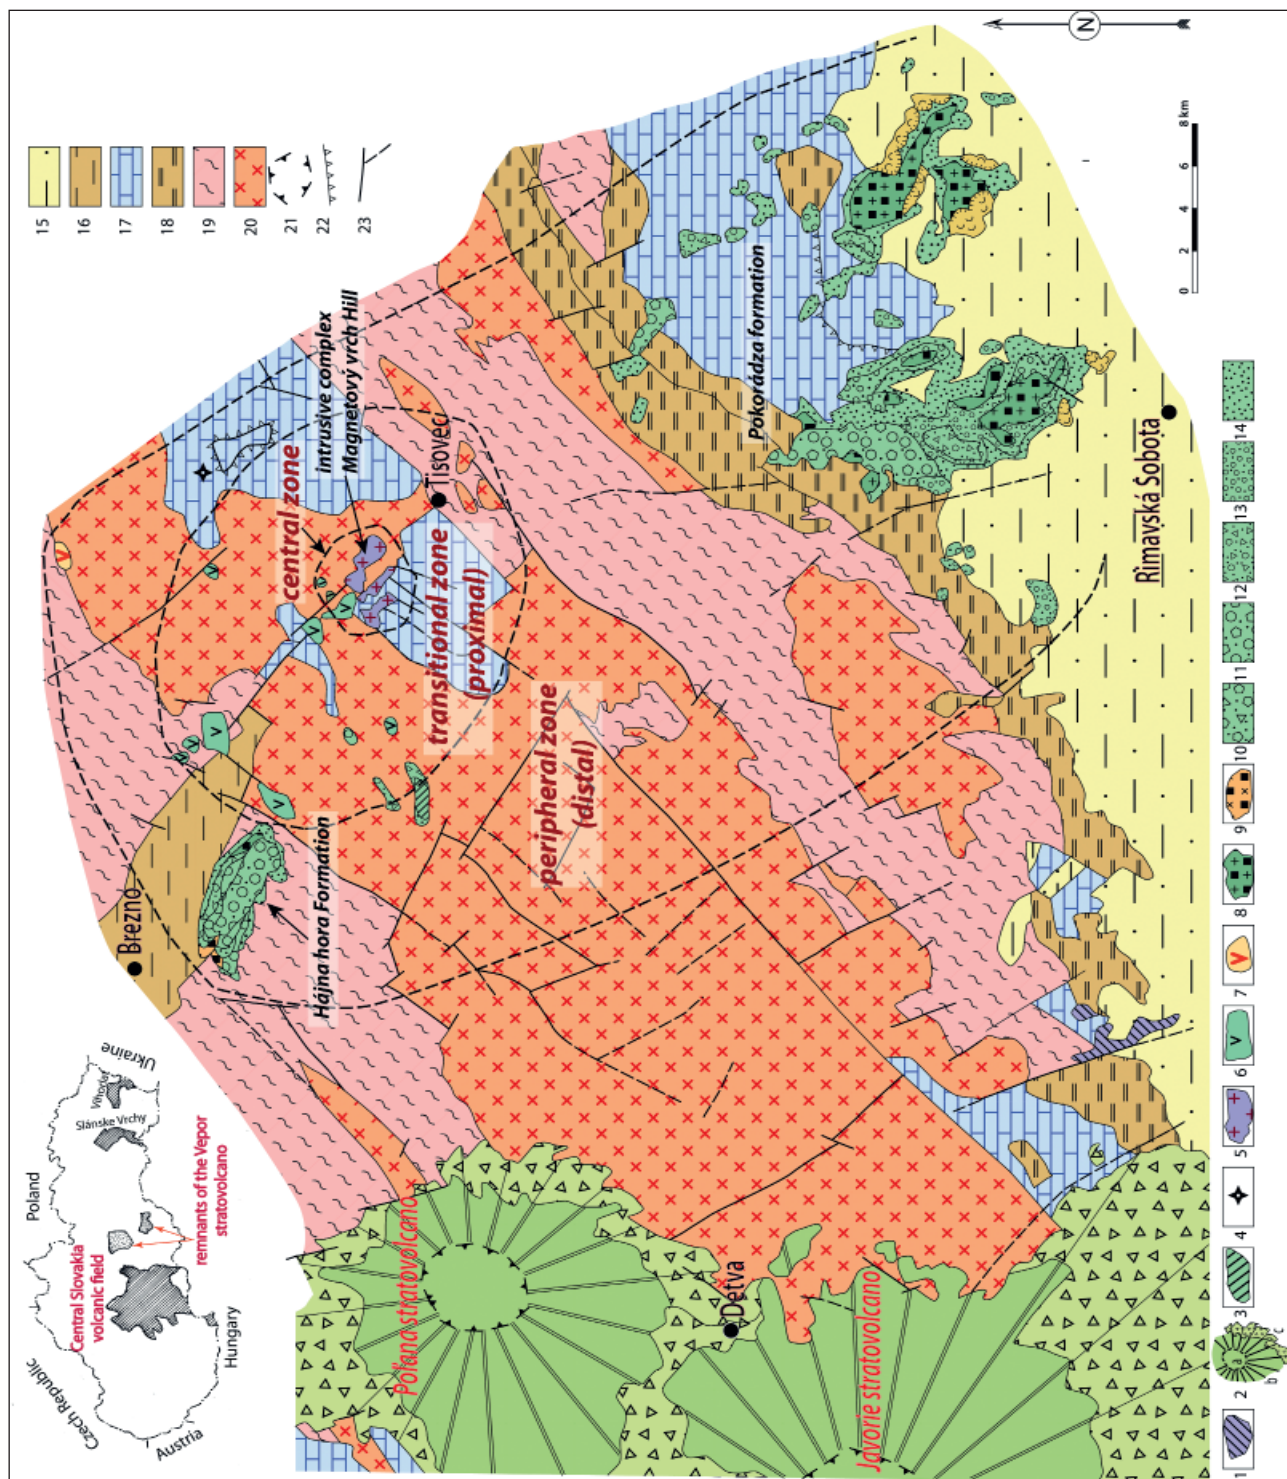 Czech Republic
Poland
Ukraine
Vihorlat
Slánske Vrchy
Central Slovakia
volcanic field
remnants of the Vepor
stratovolcano
Austria
Hungary
N
0 2 4 6 8 km
Brezno
Hájna hora Formation
central zone
intrusive complex
Magnetový vrch Hill
Tisovec
transitional zone
(proximal)
peripheral zone
(distal)
Pokorádza formation
Rimavská Sobota
Poľana stratovolcano
Detva
Javorie stratovolcano
1
2
a
b
c
3
4
5
6
7
8
9
10
11
12
13
14
15
16
17
18
19
20
21
22
23